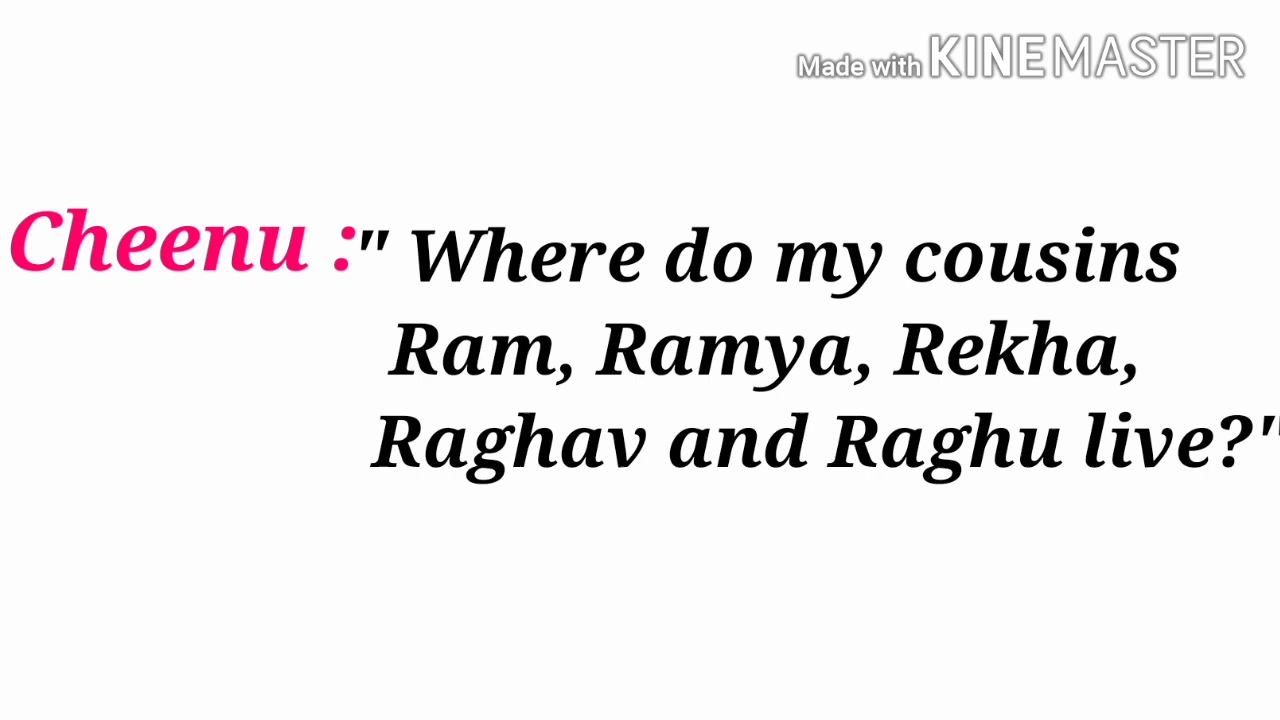 Made with KINEMASTER
Cheenu :" Where do my cousins
Ram, Ramya, Rekha,
Raghav and Raghu live?"